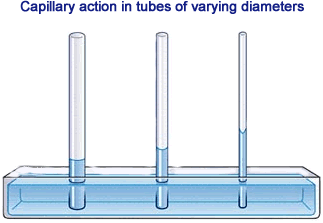 Capillary action in tubes of varying diameters